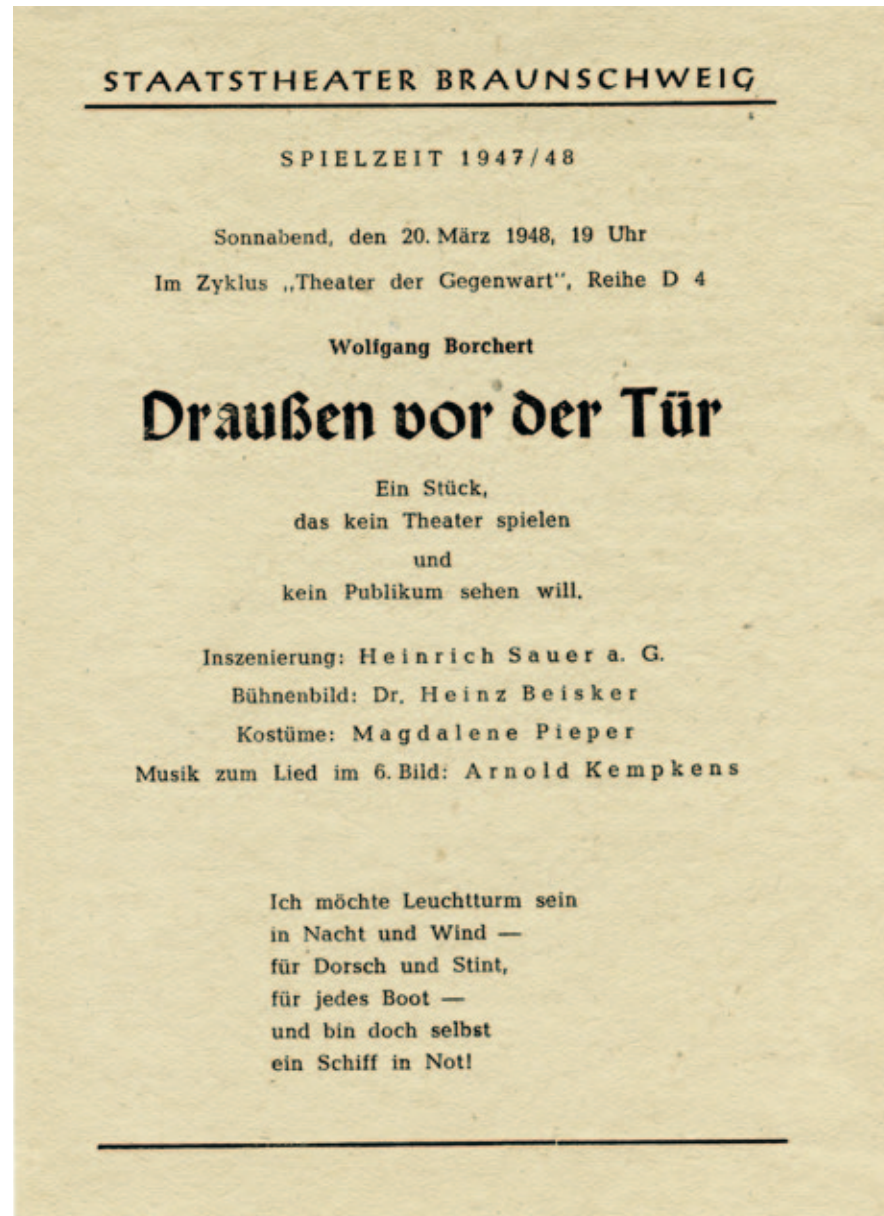 STAATSTHEATER BRAUNSCHWEIG
SPIELZEIT 1947/48
Sonnabend, den 20. März 1948, 19 Uhr
Im Zyklus „Theater der Gegenwart", Reihe D 4
Wolfgang Borchert
Draußen vor der Tür
Ein Stück,
das kein Theater spielen
und
kein Publikum sehen will.
Inszenierung: Heinrich Sauer a. G.
Bühnenbild: Dr. Heinz Beisker
Kostüme: Magdalene Pieper
Musik zum Lied im 6. Bild: Arnold Kempkens
Ich möchte Leuchtturm sein
in Nacht und Wind —
für Dorsch und Stint,
für jedes Boot —
und bin doch selbst
ein Schiff in Not!